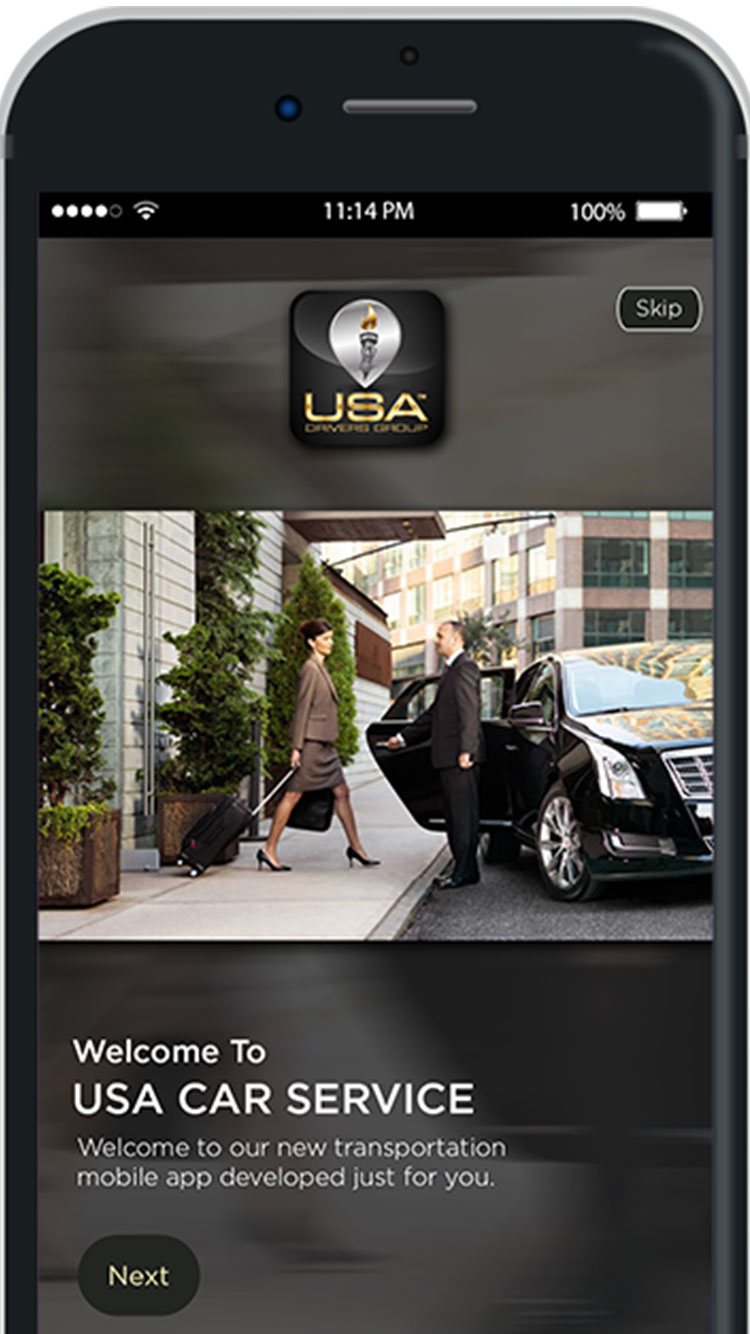 11:14 PM
100%
Skip
USA™
DRIVERS GROUP
Welcome To
USA CAR SERVICE
Welcome to our new transportation
mobile app developed just for you.
Next